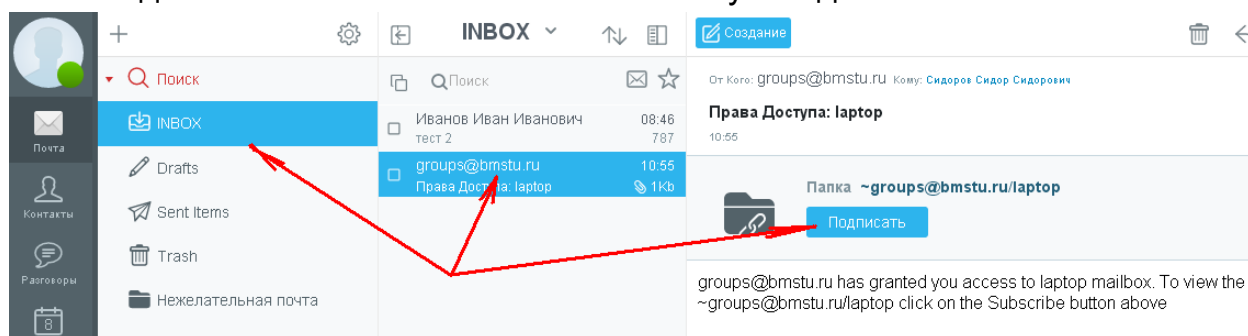 INBOX
Создание
Поиск
Поиск
От Кого: groups@bmstu.ru Кому: Сидоров Сидор Сидорович
INBOX
Иванов Иван Иванович 08:46
тест 2 787
Права Доступа: laptop
10:55
Почта
Drafts
groups@bmstu.ru 10:55
Права Доступа: laptop 1Kb
Папка ~groups@bmstu.ru/laptop
Контакты
Sent Items
Подписать
Trash
Разговоры
Нежелательная почта
groups@bmstu.ru has granted you access to laptop mailbox. To view the
~groups@bmstu.ru/laptop click on the Subscribe button above
8